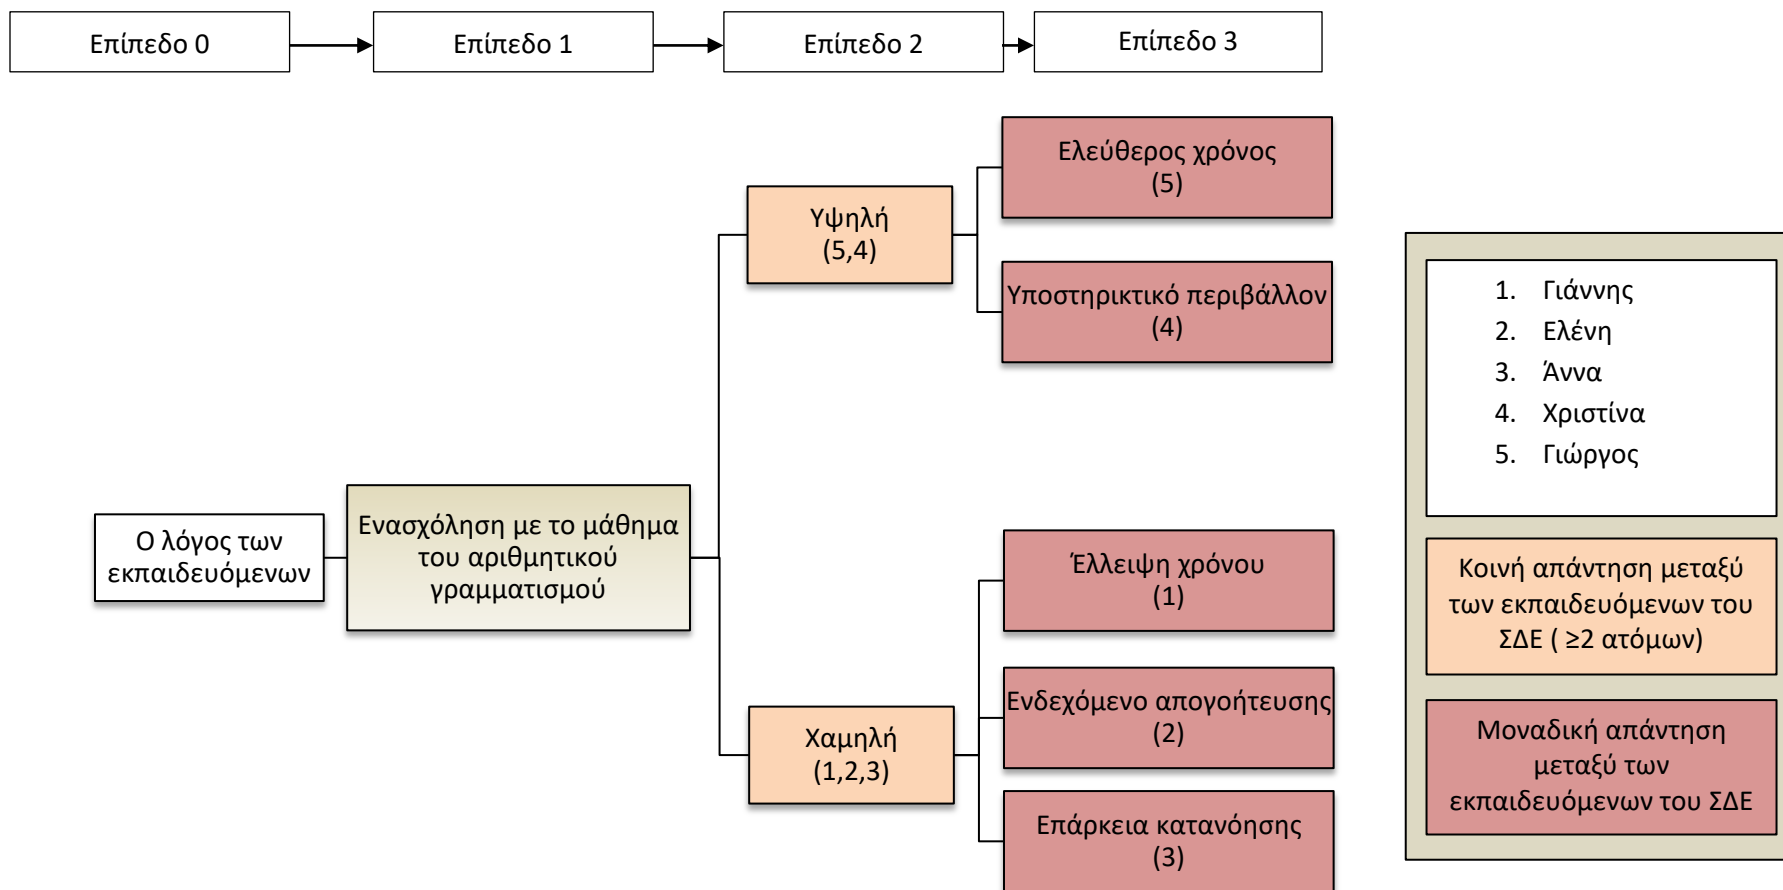 Επίπεδο 0
Επίπεδο 1
Επίπεδο 2
Επίπεδο 3
Ο λόγος των
εκπαιδευόμενων
Ενασχόληση με το μάθημα
του αριθμητικού
γραμματισμού
Υψηλή
(5,4)
Ελεύθερος χρόνος
(5)
Υποστηρικτικό περιβάλλον
(4)
Χαμηλή
(1,2,3)
Έλλειψη χρόνου
(1)
Ενδεχόμενο απογοήτευσης
(2)
Επάρκεια κατανόησης
(3)
1. Γιάννης
2. Ελένη
3. Άννα
4. Χριστίνα
5. Γιώργος
Κοινή απάντηση μεταξύ
των εκπαιδευόμενων του
ΣΔΕ ( ≥2 ατόμων)
Μοναδική απάντηση
μεταξύ των
εκπαιδευόμενων του ΣΔΕ